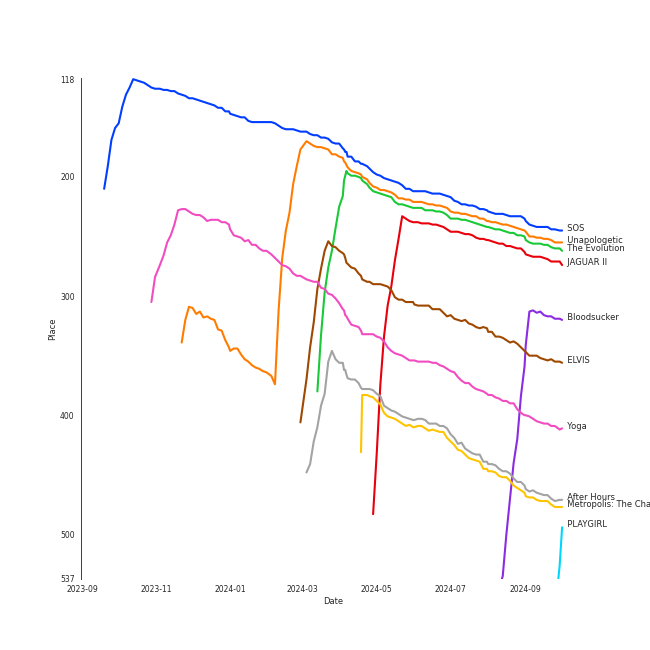 118
200
300
400
500
537
Place
2023-09
2023-11
2024-01
2024-03
2024-05
2024-07
2024-09
Date
SOS
Unapologetic
The Evolution
JAGUAR II
Bloodsucker
ELVIS
Yoga
After Hours
Metropolis: The Cha
PLAYGIRL